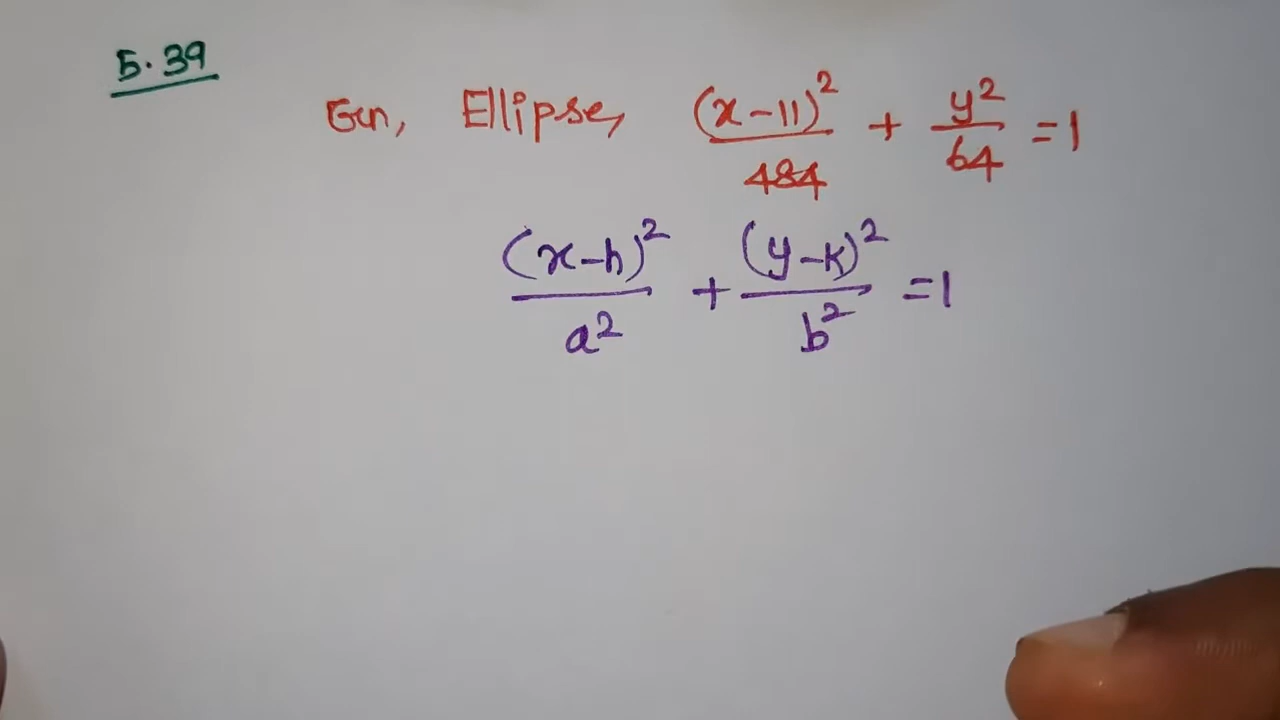 5.39
Gn, Ellipse, (x-11)²/484 + y²/64 = 1
(x-h)²/a² + (y-k)²/b² = 1